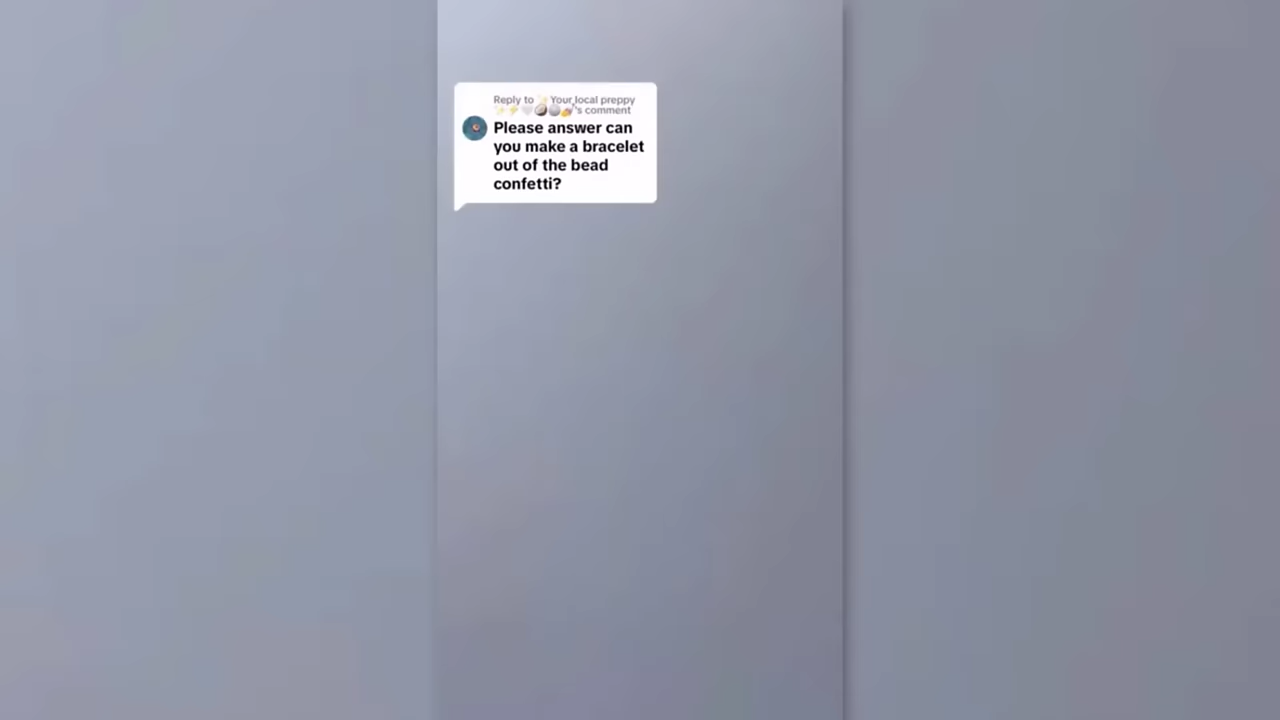 Reply to ✨Your local preppy
✨⚡🤍🥥🪩💅's comment
Please answer can
you make a bracelet
out of the bead
confetti?